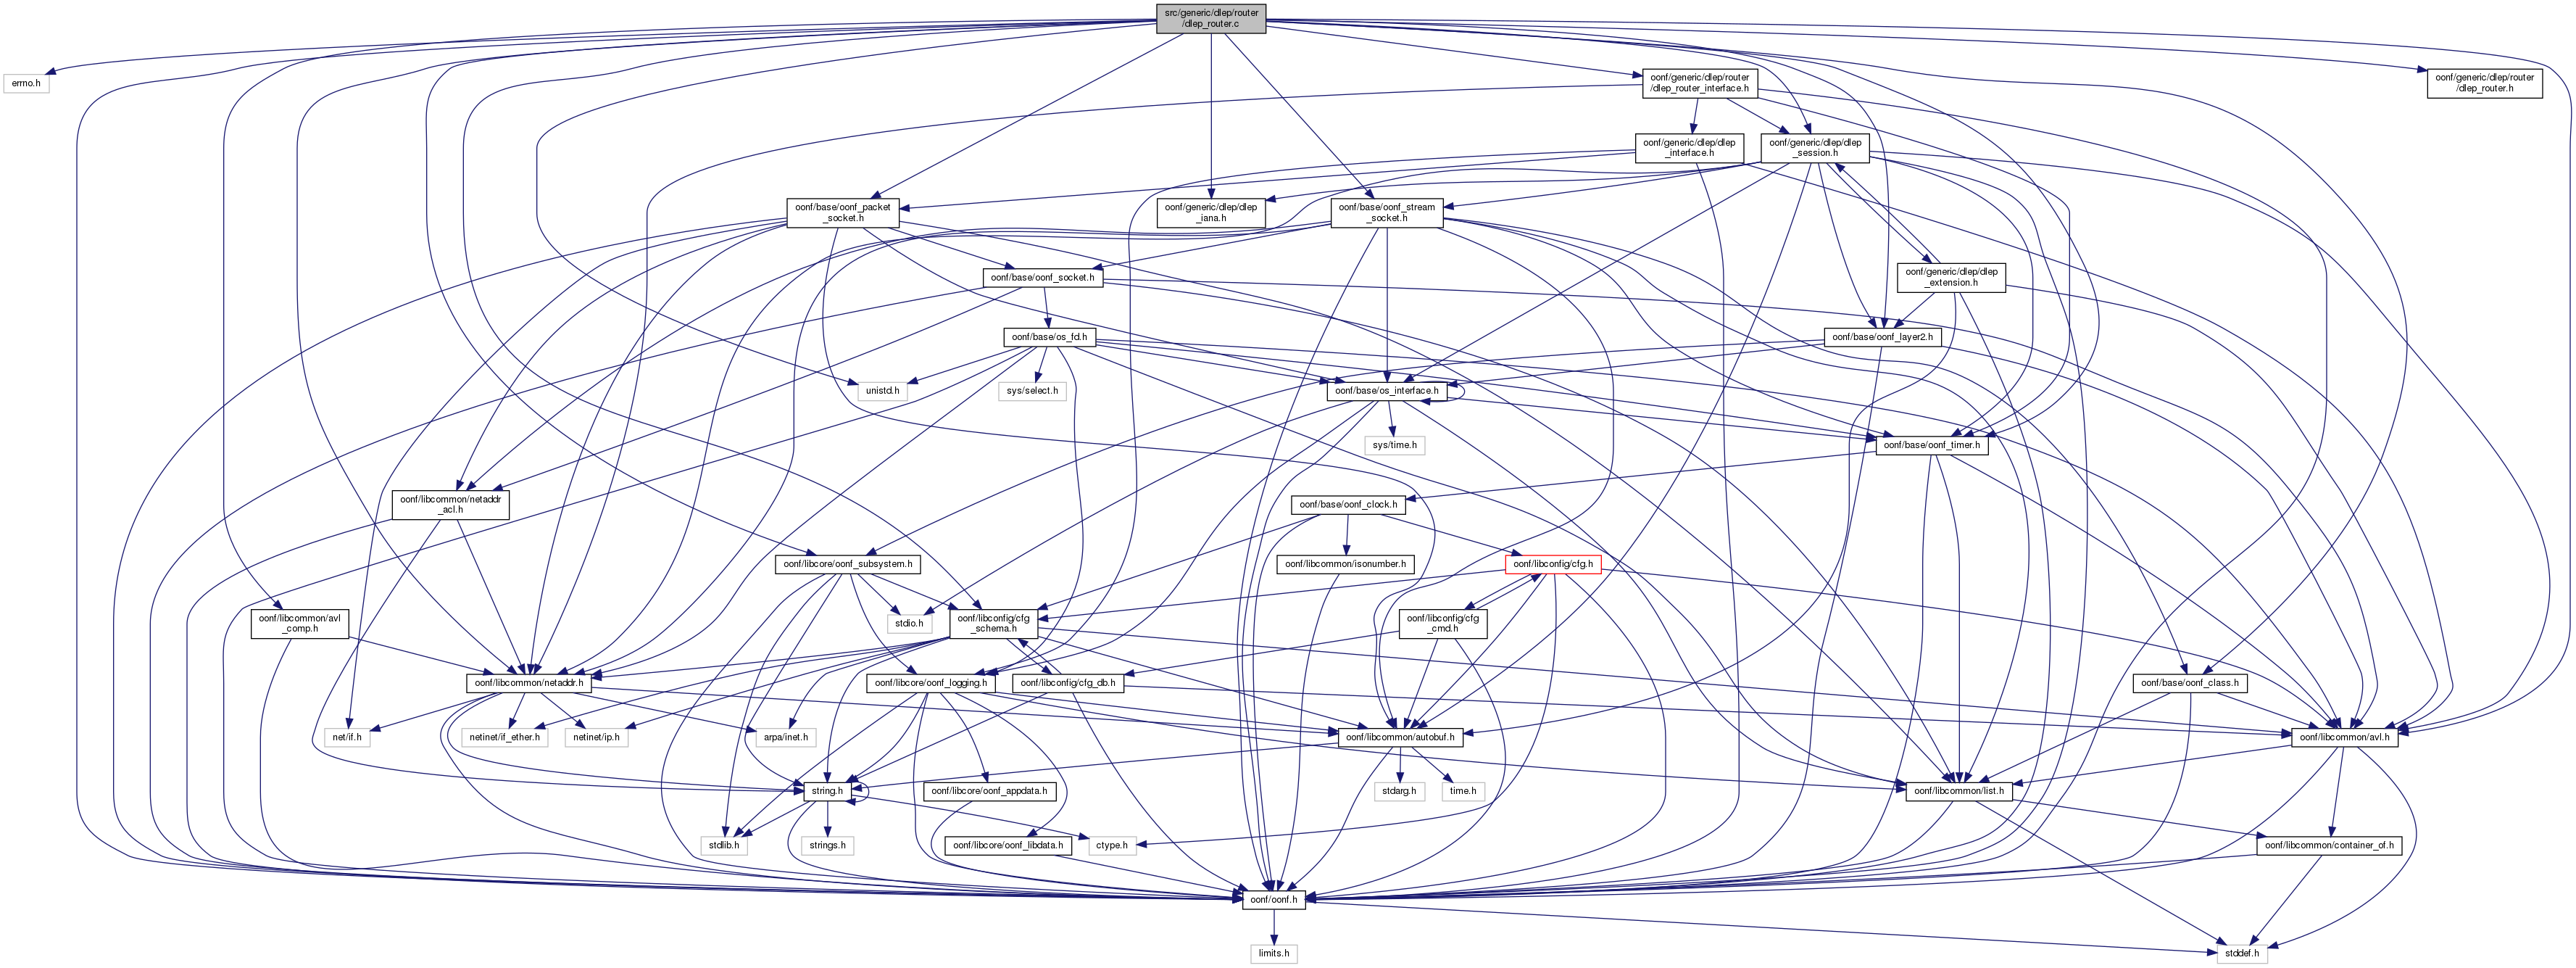 src/generic/dlep/router
/dlep_router.c
errno.h
oonf/generic/dlep/router
/dlep_router_interface.h
oonf/generic/dlep/router
/dlep_router.h
oonf/generic/dlep/dlep
_interface.h
oonf/generic/dlep/dlep
_session.h
oonf/base/oonf_packet
_socket.h
oonf/generic/dlep/dlep
_iana.h
oonf/base/oonf_stream
_socket.h
oonf/base/oonf_socket.h
oonf/generic/dlep/dlep
_extension.h
oonf/base/os_fd.h
oonf/base/oonf_layer2.h
unistd.h
sys/select.h
oonf/base/os_interface.h
sys/time.h
oonf/base/oonf_timer.h
oonf/libcommon/netaddr
_acl.h
oonf/base/oonf_clock.h
oonf/libcore/oonf_subsystem.h
oonf/libcommon/isonumber.h
oonf/libconfig/cfg.h
oonf/libcommon/avl
_comp.h
stdio.h
oonf/libconfig/cfg
_schema.h
oonf/libconfig/cfg
_cmd.h
oonf/libcommon/netaddr.h
oonf/libcore/oonf_logging.h
oonf/libconfig/cfg_db.h
oonf/base/oonf_class.h
net/if.h
netinet/if_ether.h
netinet/ip.h
arpa/inet.h
oonf/libcommon/autobuf.h
oonf/libcommon/avl.h
string.h
oonf/libcore/oonf_appdata.h
stdarg.h
time.h
oonf/libcommon/list.h
stdlib.h
strings.h
oonf/libcore/oonf_libdata.h
ctype.h
oonf/libcommon/container_of.h
oonf/oonf.h
limits.h
stddef.h